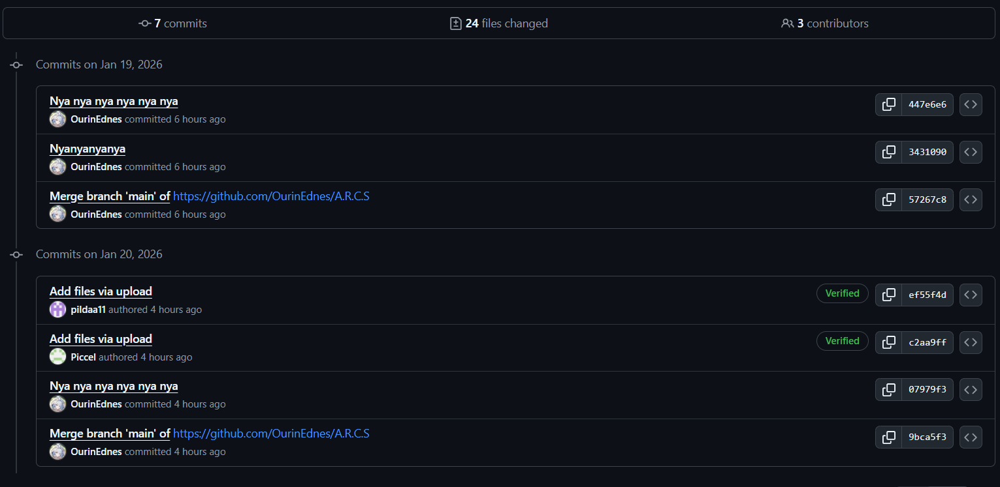 7 commits
24 files changed
3 contributors
Commits on Jan 19, 2026
Nya nya nya nya nya nya
447e6e6
OurinEdnes committed 6 hours ago
Nyanyanyanya
3431090
OurinEdnes committed 6 hours ago
Merge branch 'main' of https://github.com/OurinEdnes/A.R.C.S
57267c8
OurinEdnes committed 6 hours ago
Commits on Jan 20, 2026
Add files via upload
Verified
ef55f4d
pildaa11 authored 4 hours ago
Add files via upload
Verified
c2aa9ff
Piccel authored 4 hours ago
Nya nya nya nya nya nya
07979f3
OurinEdnes committed 4 hours ago
Merge branch 'main' of https://github.com/OurinEdnes/A.R.C.S
9bca5f3
OurinEdnes committed 4 hours ago